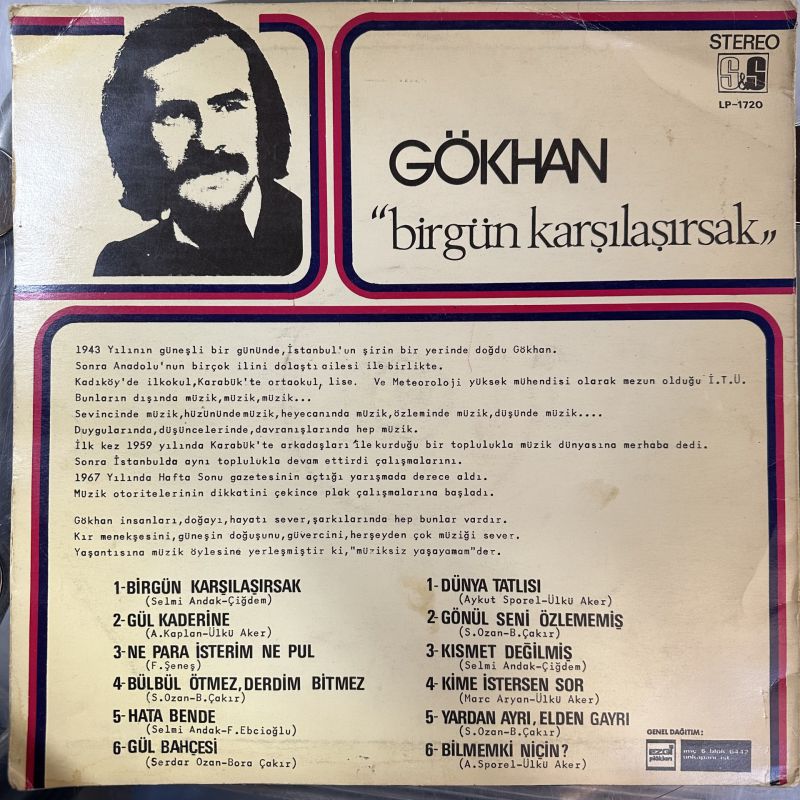 STEREO
S&S
LP-1720
GÖKHAN
“birgün karşılaşırsak„
1943 Yılının güneşli bir gününde,İstanbul'un şirin bir yerinde doğdu Gökhan.
Sonra Anadolu'nun birçok ilini dolaştı ailesi ile birlikte.
Kadıköy'de ilkokul,Karabük'te ortaokul, lise. Ve Meteoroloji yüksek mühendisi olarak mezun olduğu İ.T.Ü.
Bunların dışında müzik,müzik,müzik...
Sevincinde müzik,hüzününde müzik,heyecanında müzik,özleminde müzik,düşünde müzik....
Duygularında,düşüncelerinde,davranışlarında hep müzik.
İlk kez 1959 yılında Karabük'te arkadaşları ile kurduğu bir toplulukla müzik dünyasına merhaba dedi.
Sonra İstanbulda aynı toplulukla devam ettirdi çalışmalarını.
1967 Yılında Hafta Sonu gazetesinin açtığı yarışmada derece aldı.
Müzik otoritelerinin dikkatini çekince plak çalışmalarına başladı.
Gökhan insanları,doğayı,hayatı sever,şarkılarında hep bunlar vardır.
Kır menekşesini,güneşin doğuşunu,güvercini,herşeyden çok müziği sever.
Yaşantısına müzik öylesine yerleşmiştir ki,"müziksiz yaşayamam"der.
1-BİRGÜN KARŞILAŞIRSAK
(Selmi Andak-Çiğdem)
2-GÜL KADERİNE
(A.Kaplan-Ülkü Aker)
3-NE PARA İSTERİM NE PUL
(F.Şeneş)
4-BÜLBÜL ÖTMEZ,DERDİM BİTMEZ
(S.Ozan-B.Çakır)
5-HATA BENDE
(Selmi Andak-F.Ebcioğlu)
6-GÜL BAHÇESİ
(Serdar Ozan-Bora Çakır)
1-DÜNYA TATLISI
(Aykut Sporel-Ülkü Aker)
2-GÖNÜL SENİ ÖZLEMEMİŞ
(S.Ozan-B.Çakır)
3-KISMET DEĞİLMİŞ
(Selmi Andak-Çiğdem)
4-KİME İSTERSEN SOR
(Marc Aryan-Ülkü Aker)
5-YARDAN AYRI,ELDEN GAYRI
(S.Ozan-B.Çakır)
6-BİLMEMKİ NİÇİN?
(A.Sporel-Ülkü Aker)
GENEL DAĞITIM:
plakları
imç 6. blok 6442
unkapanı ist.